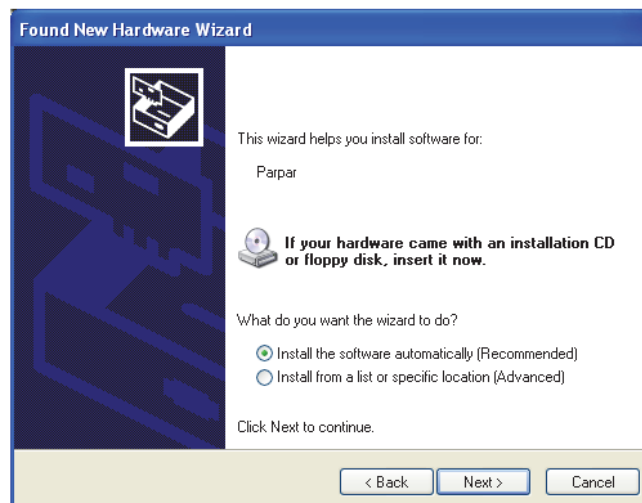 Found New Hardware Wizard
This wizard helps you install software for:
Parpar
If your hardware came with an installation CD
or floppy disk, insert it now.
What do you want the wizard to do?
Install the software automatically (Recommended)
Install from a list or specific location (Advanced)
Click Next to continue.
< Back Next > Cancel